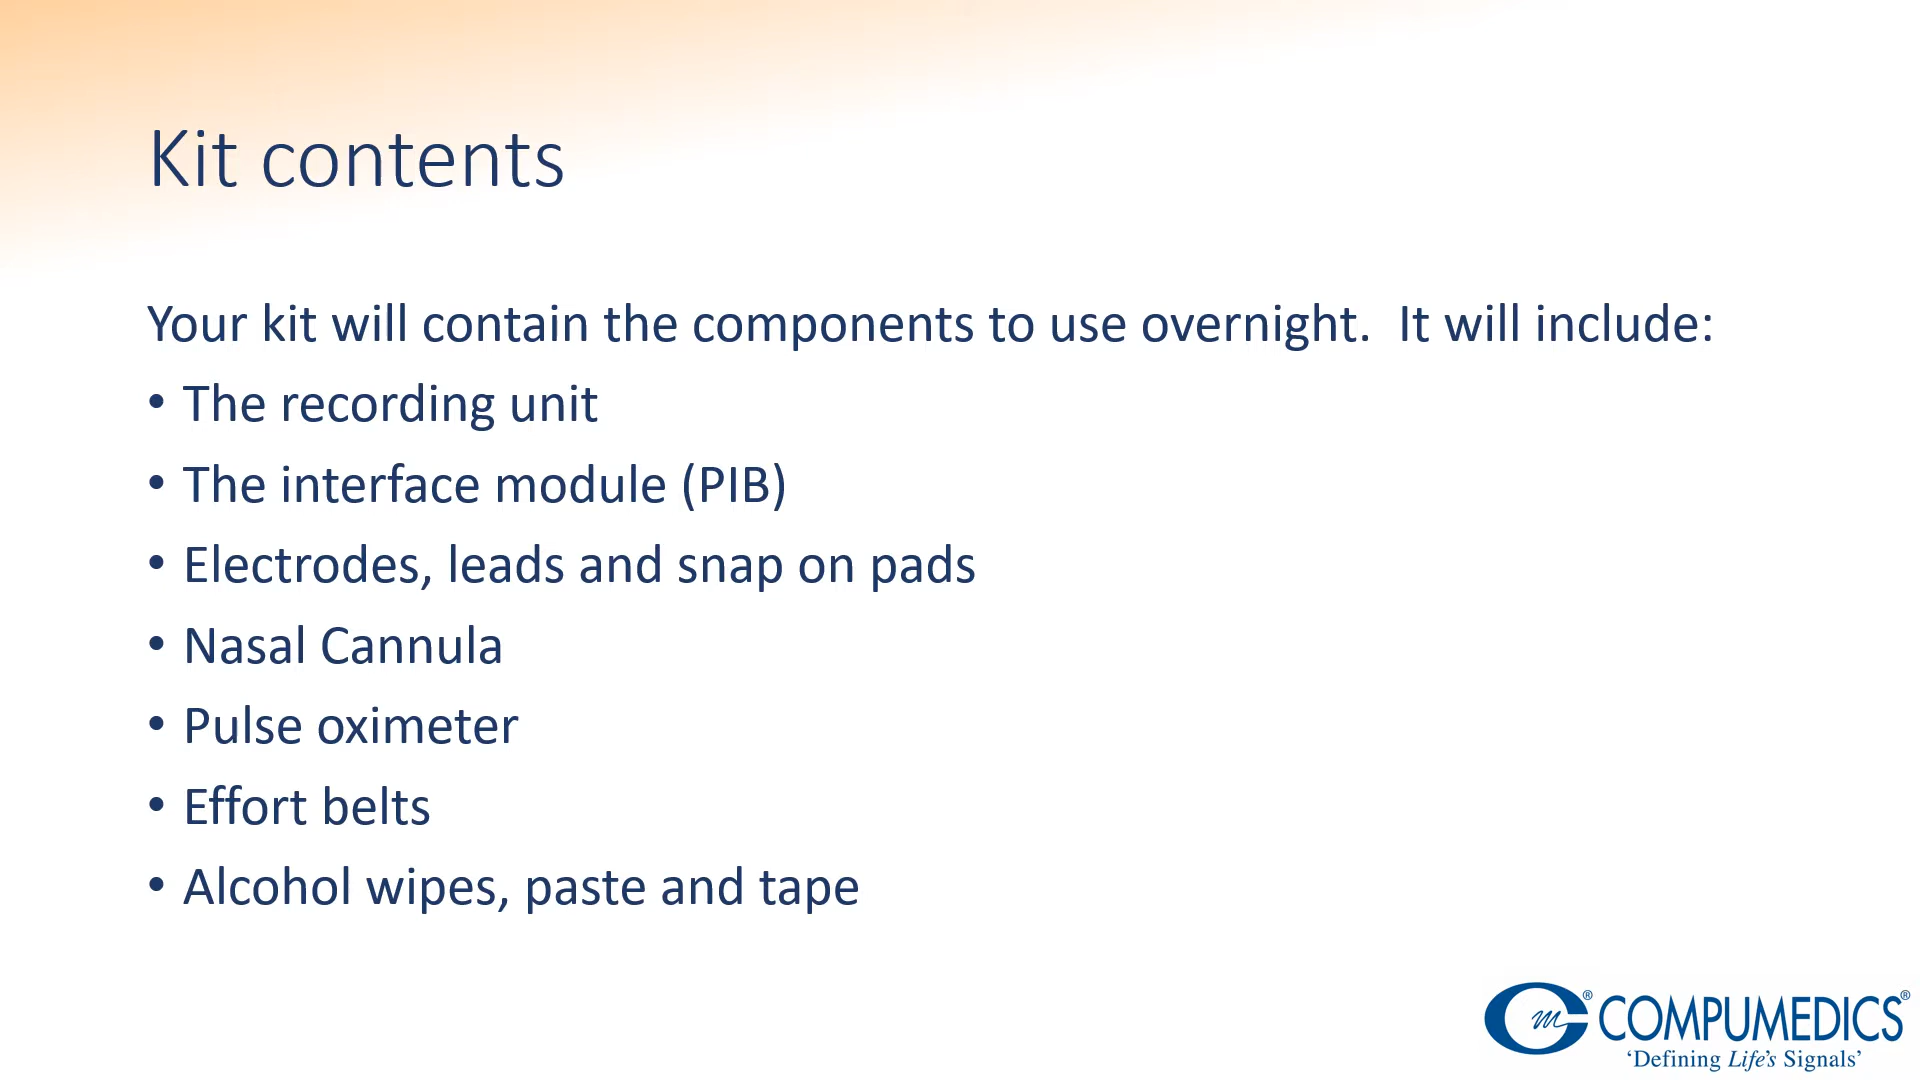 Kit contents
Your kit will contain the components to use overnight.  It will include:
• The recording unit
• The interface module (PIB)
• Electrodes, leads and snap on pads
• Nasal Cannula
• Pulse oximeter
• Effort belts
• Alcohol wipes, paste and tape
® COMPUMEDICS®
‘Defining Life’s Signals’